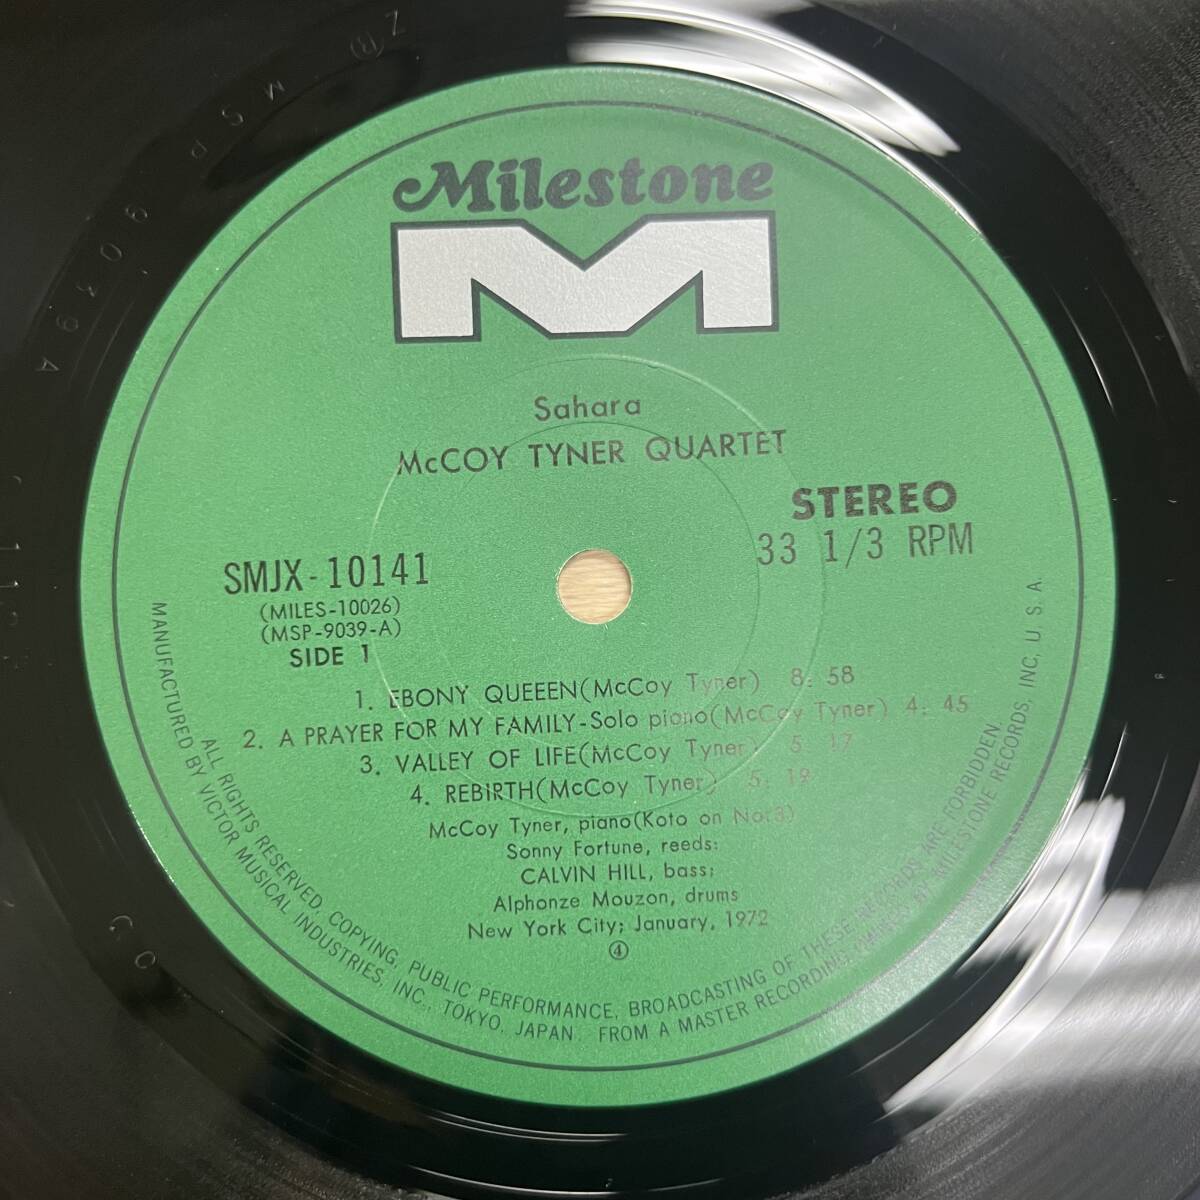 Milestone
Sahara
McCOY TYNER QUARTET
STEREO
33 1/3 RPM
SMJX-10141
(MILES-10026)
(MSP-9039-A)
SIDE 1
1. EBONY QUEEEN(McCoy Tyner) 8:58
2. A PRAYER FOR MY FAMILY-Solo piano(McCoy Tyner) 4:45
3. VALLEY OF LIFE(McCoy Tyner) 5:17
4. REBIRTH(McCoy Tyner) 5:19
McCoy Tyner, piano(Koto on No.3)
Sonny Fortune, reeds;
CALVIN HILL, bass;
Alphonze Mouzon, drums
New York City; January, 1972
④
ALL RIGHTS RESERVED. COPYING, PUBLIC PERFORMANCE, BROADCASTING OF THESE RECORDS ARE FORBIDDEN.
MANUFACTURED BY VICTOR MUSICAL INDUSTRIES, INC., TOKYO, JAPAN. FROM A MASTER RECORDING OWNED BY MILESTONE RECORDS, INC, U. S. A.
MSP 9039A